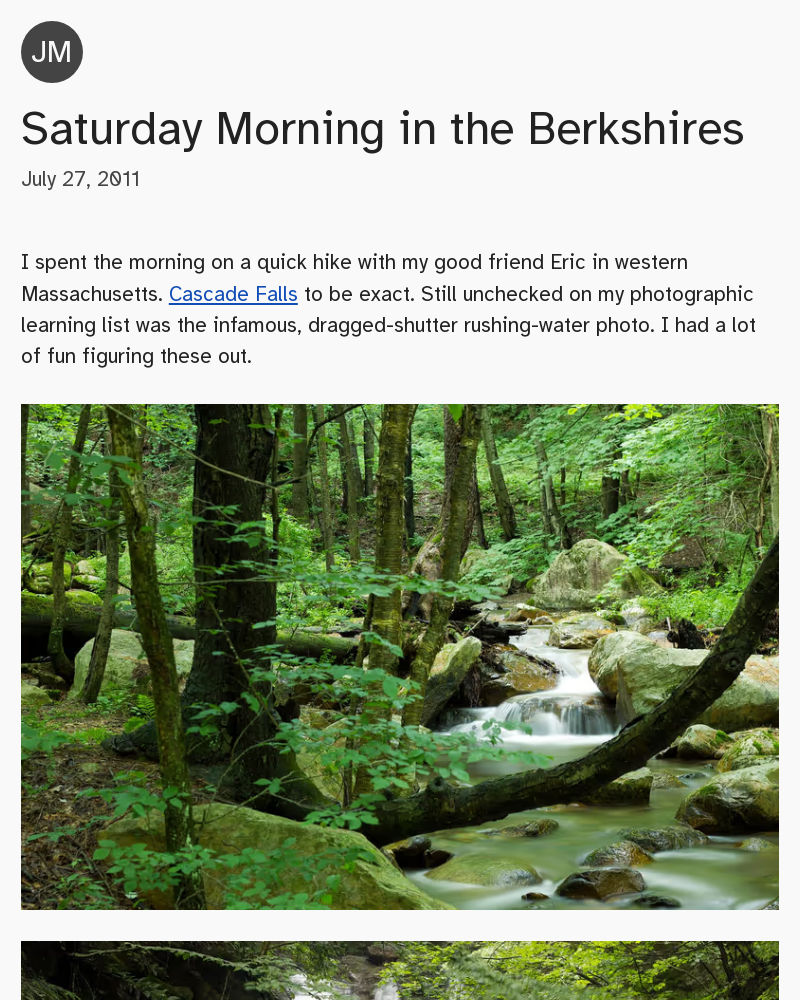 JM
Saturday Morning in the Berkshires
July 27, 2011
I spent the morning on a quick hike with my good friend Eric in western
Massachusetts. Cascade Falls to be exact. Still unchecked on my photographic
learning list was the infamous, dragged-shutter rushing-water photo. I had a lot
of fun figuring these out.